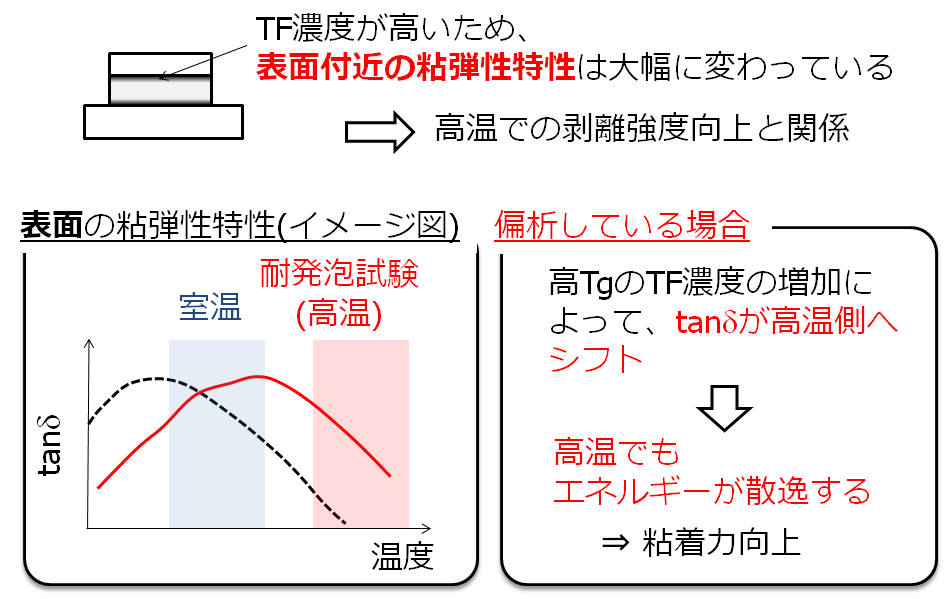 TF濃度が高いため、
表面付近の粘弾性特性は大幅に変わっている
高温での剥離強度向上と関係
表面の粘弾性特性(イメージ図)
室温
耐発泡試験
(高温)
tanδ
温度
偏析している場合
高TgのTF濃度の増加に
よって、tanδが高温側へ
シフト
高温でも
エネルギーが散逸する
⇒ 粘着力向上